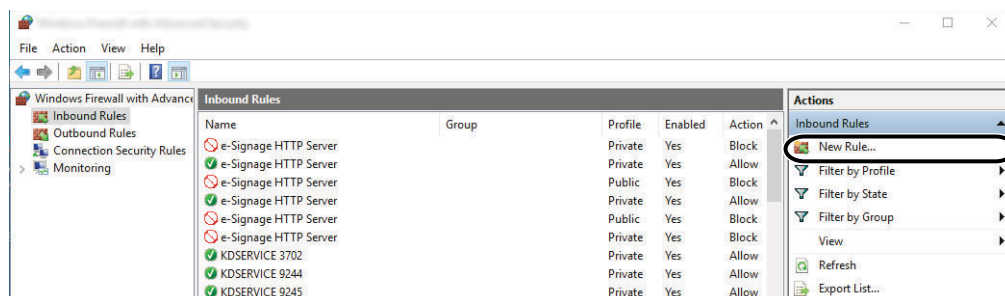 File Action View Help
Windows Firewall with Advance
Inbound Rules
Outbound Rules
Connection Security Rules
Monitoring
Inbound Rules
Name Group Profile Enabled Action
e-Signage HTTP Server Private Yes Block
e-Signage HTTP Server Private Yes Allow
e-Signage HTTP Server Public Yes Block
e-Signage HTTP Server Private Yes Allow
e-Signage HTTP Server Public Yes Block
e-Signage HTTP Server Private Yes Block
KDSERVICE 3702 Private Yes Allow
KDSERVICE 9244 Private Yes Allow
KDSERVICE 9245 Private Yes Allow
Actions
Inbound Rules
New Rule...
Filter by Profile
Filter by State
Filter by Group
View
Refresh
Export List...